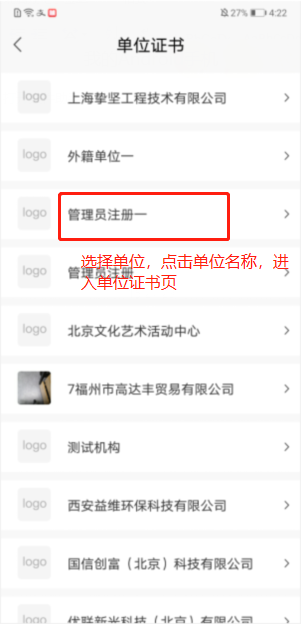 27% 4:22
单位证书
logo 上海挚坚工程技术有限公司
logo 外籍单位一
logo 管理员注册一
选择单位，点击单位名称，进
logo 管理员注册
入单位证书页
logo 北京文化艺术活动中心
7福州市高达丰贸易有限公司
logo 测试机构
logo 西安益维环保科技有限公司
logo 国信创富（北京）科技有限公司
logo 优联新光科技（北京）有限公司